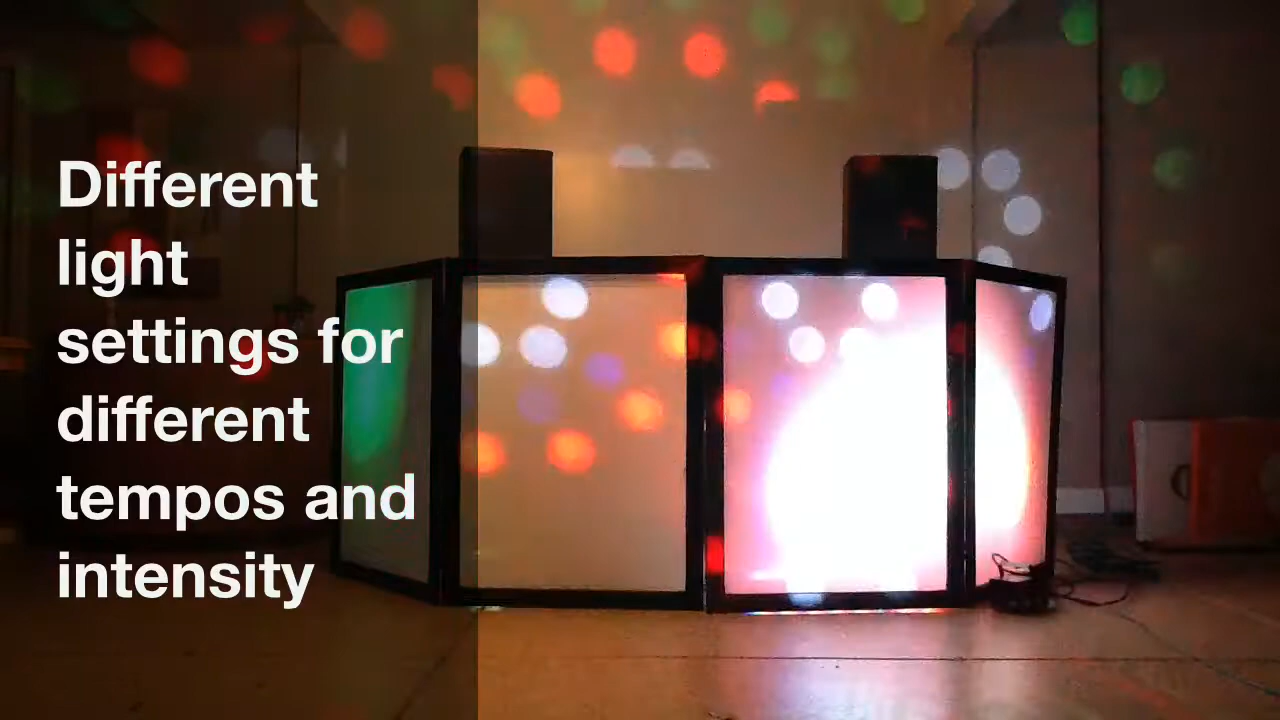 Different
light
settings for
different
tempos and
intensity